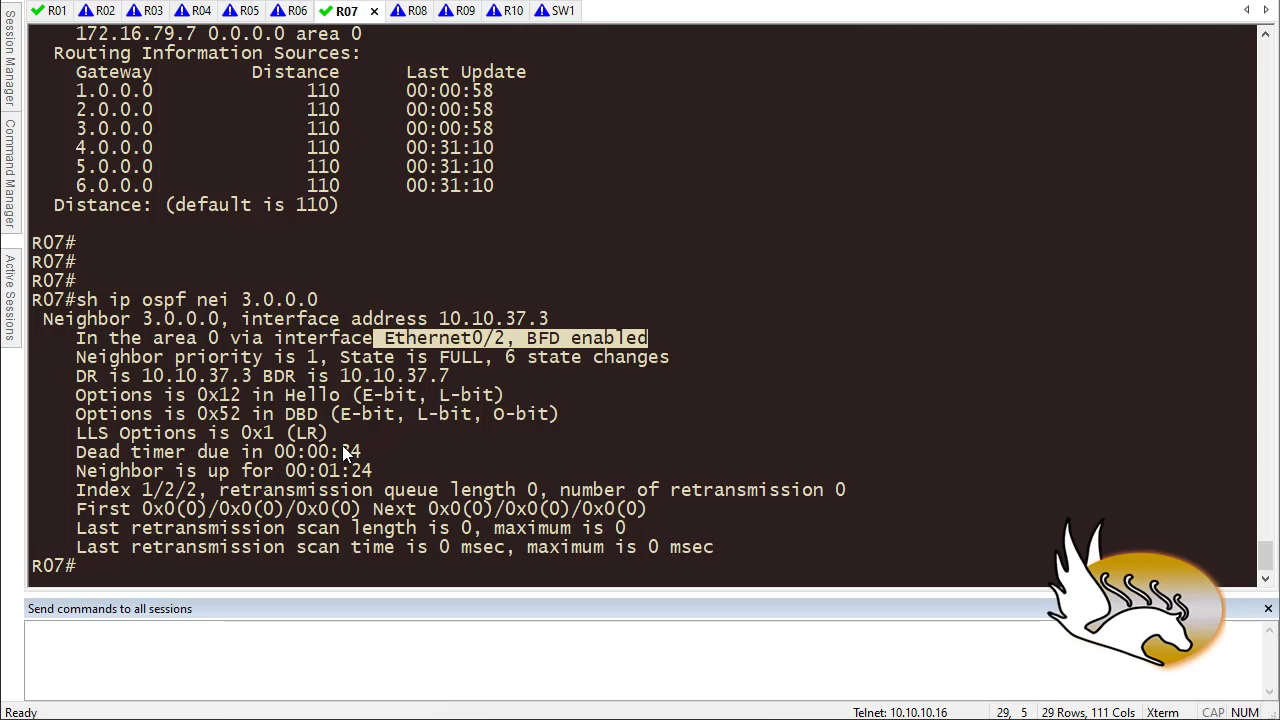 R01 R02 R03 R04 R05 R06 R07 × R08 R09 R10 SW1
Session Manager
Command Manager
Active Sessions
172.16.79.7 0.0.0.0 area 0
Routing Information Sources:
Gateway Distance Last Update
1.0.0.0 110 00:00:58
2.0.0.0 110 00:00:58
3.0.0.0 110 00:00:58
4.0.0.0 110 00:31:10
5.0.0.0 110 00:31:10
6.0.0.0 110 00:31:10
Distance: (default is 110)
R07#
R07#
R07#
R07#sh ip ospf nei 3.0.0.0
Neighbor 3.0.0.0, interface address 10.10.37.3
In the area 0 via interface Ethernet0/2, BFD enabled
Neighbor priority is 1, State is FULL, 6 state changes
DR is 10.10.37.3 BDR is 10.10.37.7
Options is 0x12 in Hello (E-bit, L-bit)
Options is 0x52 in DBD (E-bit, L-bit, O-bit)
LLS Options is 0x1 (LR)
Dead timer due in 00:00:34
Neighbor is up for 00:01:24
Index 1/2/2, retransmission queue length 0, number of retransmission 0
First 0x0(0)/0x0(0)/0x0(0) Next 0x0(0)/0x0(0)/0x0(0)
Last retransmission scan length is 0, maximum is 0
Last retransmission scan time is 0 msec, maximum is 0 msec
R07#
Send commands to all sessions ×
Ready Telnet: 10.10.10.16 29, 5 29 Rows, 111 Cols Xterm CAP NUM